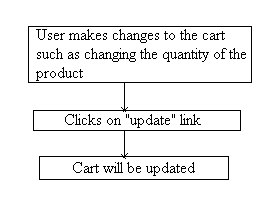 User makes changes to the cart
such as changing the quantity of the
product
Clicks on "update" link
Cart will be updated